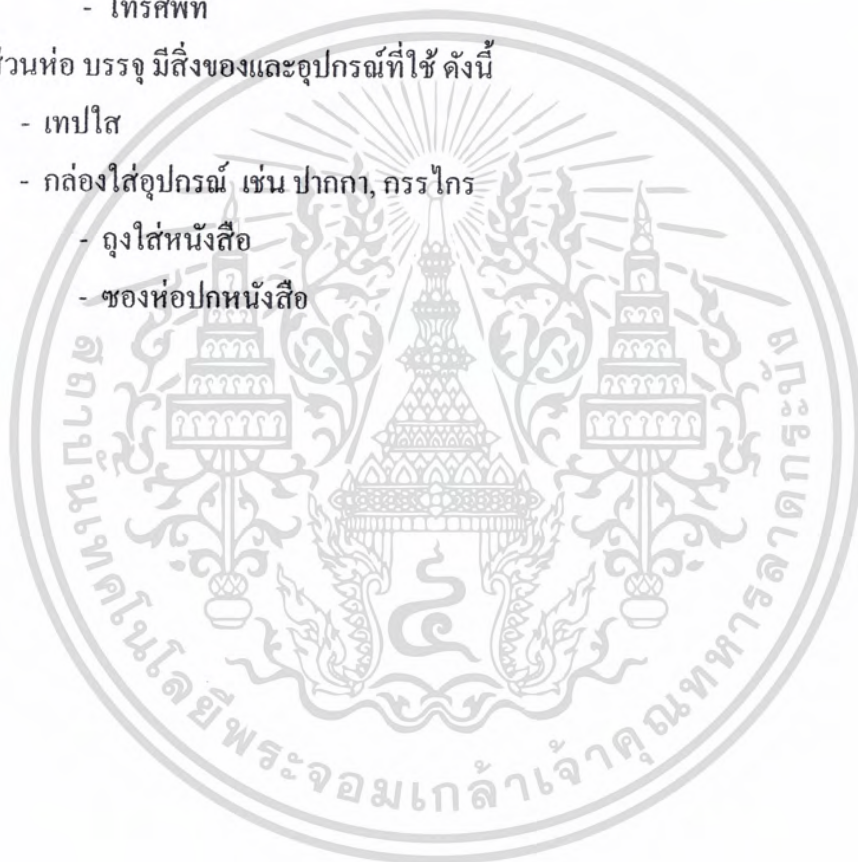 - โทรศัพท์
ส่วนห่อ บรรจุ มีสิ่งของและอุปกรณ์ที่ใช้ ดังนี้
- เทปใส
- กล่องใส่อุปกรณ์ เช่น ปากกา, กรรไกร
- ถุงใส่หนังสือ
- ซองห่อปกหนังสือ
๔
สถาบันเทคโนโลยีพระจอมเกล้าเจ้าคุณทหารลาดกระบัง